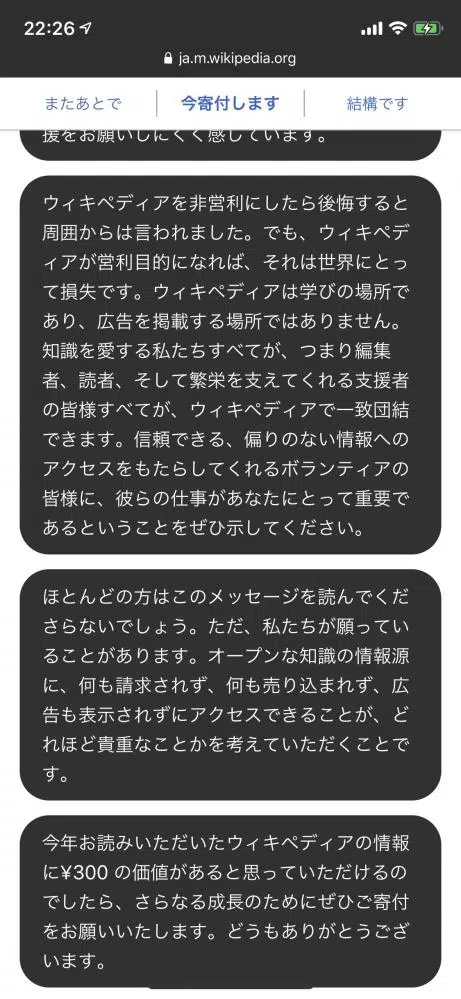 22:26
ja.m.wikipedia.org
またあとで
今寄付します
結構です
援をお願いしにくく感じています。
ウィキペディアを非営利にしたら後悔すると
周囲からは言われました。でも、ウィキペデ
ィアが営利目的になれば、それは世界にとっ
て損失です。ウィキペディアは学びの場所で
あり、広告を掲載する場所ではありません。
知識を愛する私たちすべてが、つまり編集
者、読者、そして繁栄を支えてくれる支援者
の皆様すべてが、ウィキペディアで一致団結
できます。信頼できる、偏りのない情報への
アクセスをもたらしてくれるボランティアの
皆様に、彼らの仕事があなたにとって重要で
あるということをぜひ示してください。
ほとんどの方はこのメッセージを読んでくだ
さらないでしょう。ただ、私たちが願ってい
ることがあります。オープンな知識の情報源
に、何も請求されず、何も売り込まれず、広
告も表示されずにアクセスできることが、ど
れほど貴重なことかを考えていただくことで
す。
今年お読みいただいたウィキペディアの情報
に¥300 の価値があると思っていただけるの
でしたら、さらなる成長のためにぜひご寄付
をお願いいたします。どうもありがとうござ
います。